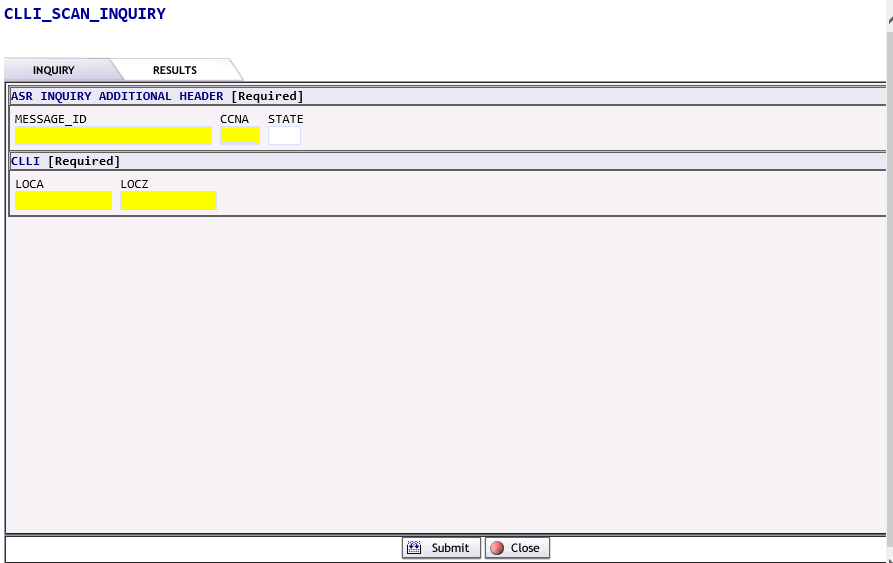 CLLI_SCAN_INQUIRY
INQUIRY RESULTS
ASR INQUIRY ADDITIONAL HEADER [Required]
MESSAGE_ID CCNA STATE
CLLI [Required]
LOCA LOCZ
Submit Close